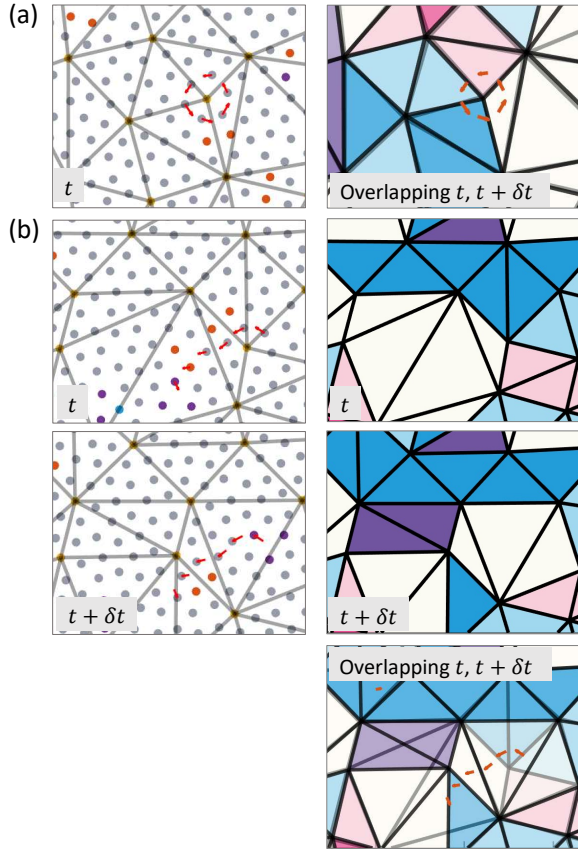 (a)
t
Overlapping t, t + δt
(b)
t
t
t + δt
t + δt
Overlapping t, t + δt